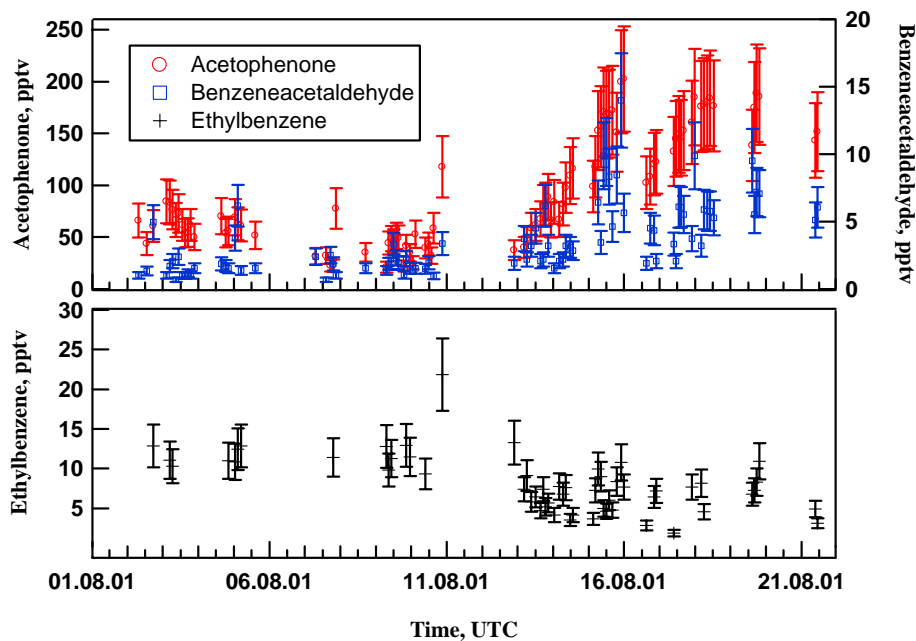 250
200
150
100
50
0
Acetophenone, pptv
Acetophenone
Benzeneacetaldehyde
Ethylbenzene
20
15
10
5
0
Benzeneacetaldehyde, pptv
30
25
20
15
10
5
Ethylbenzene, pptv
01.08.01 06.08.01 11.08.01 16.08.01 21.08.01
Time, UTC